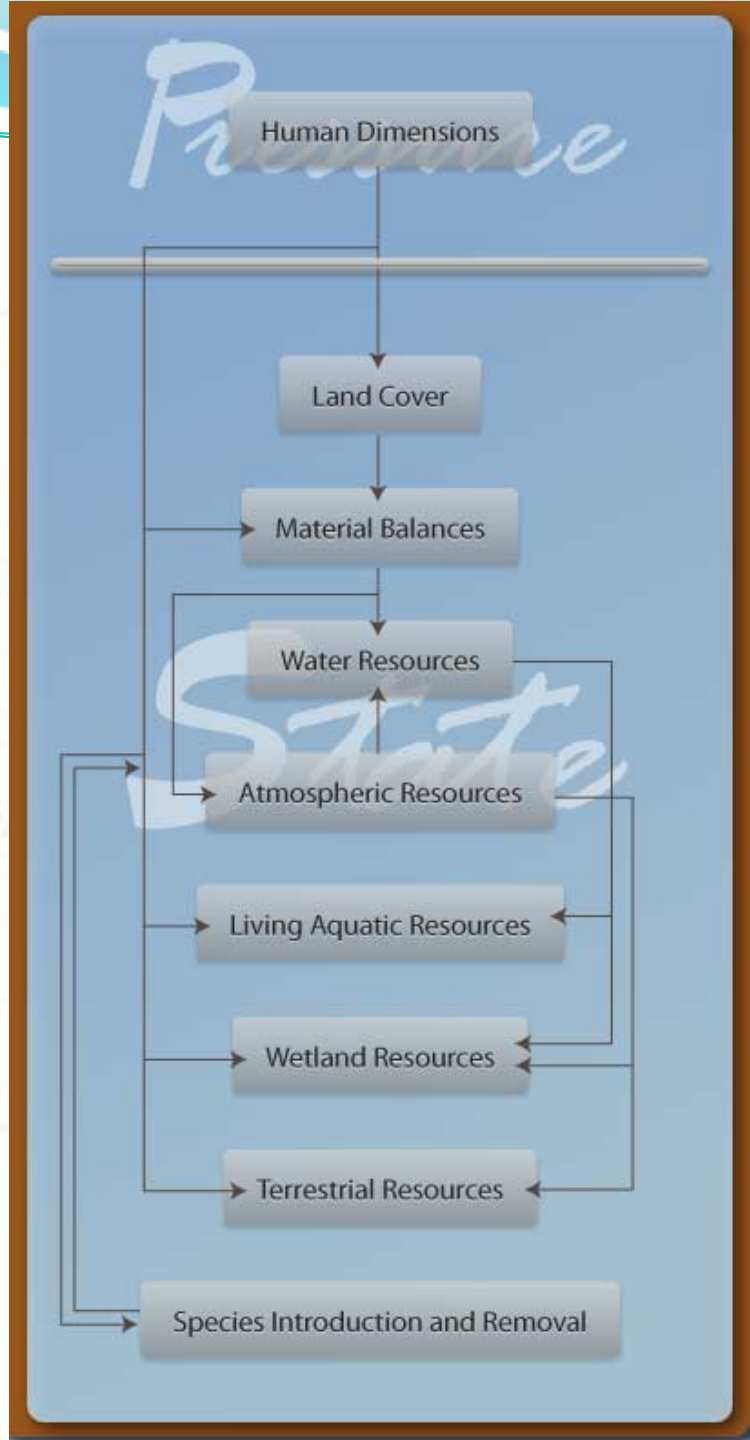 Pressure
Human Dimensions
Land Cover
Material Balances
Water Resources
State
Atmospheric Resources
Living Aquatic Resources
Wetland Resources
Terrestrial Resources
Species Introduction and Removal